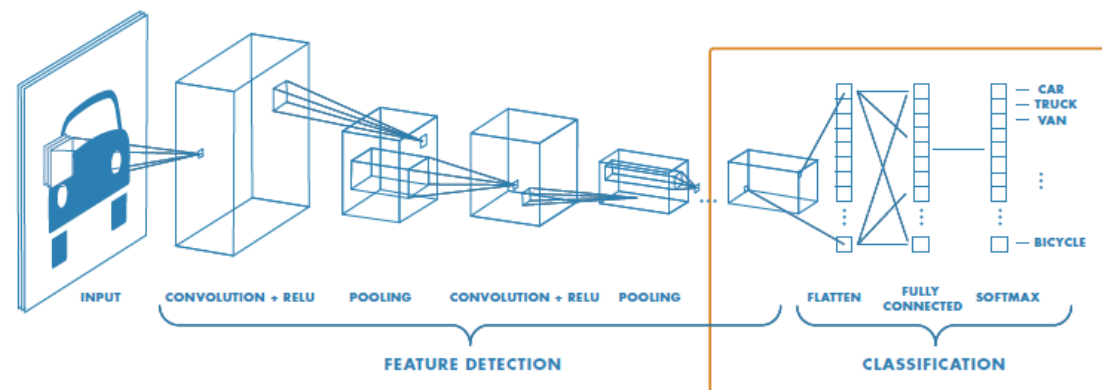 CAR
TRUCK
VAN
BICYCLE
INPUT
CONVOLUTION + RELU
POOLING
CONVOLUTION + RELU
POOLING
FLATTEN
FULLY
CONNECTED
SOFTMAX
FEATURE DETECTION
CLASSIFICATION